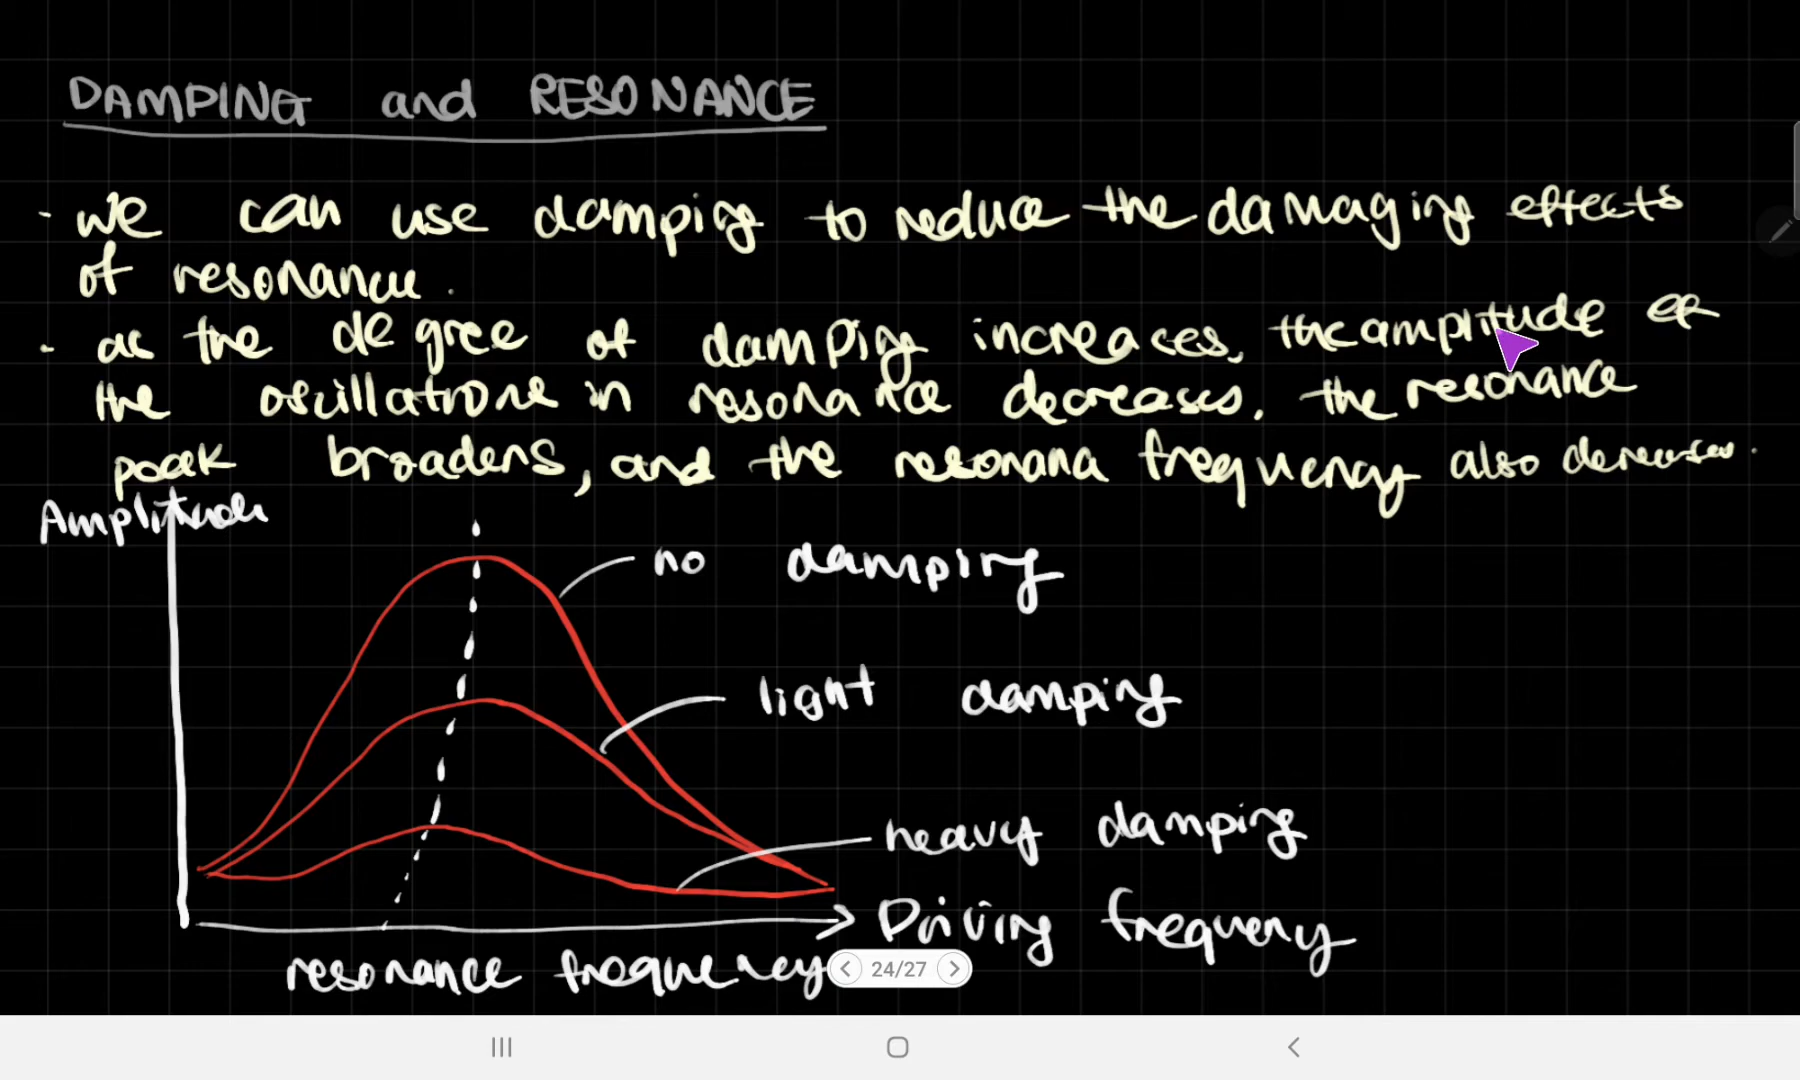 DAMPING and RESONANCE
- we can use damping to reduce the damaging effects
of resonance.
- as the degree of damping increases, the amplitude of
the oscillations in resonance decreases, the resonance
peak broadens, and the resonana frequency also decreases.
Amplitude
no damping
light damping
heavy damping
Driving frequency
resonance frequency
24/27